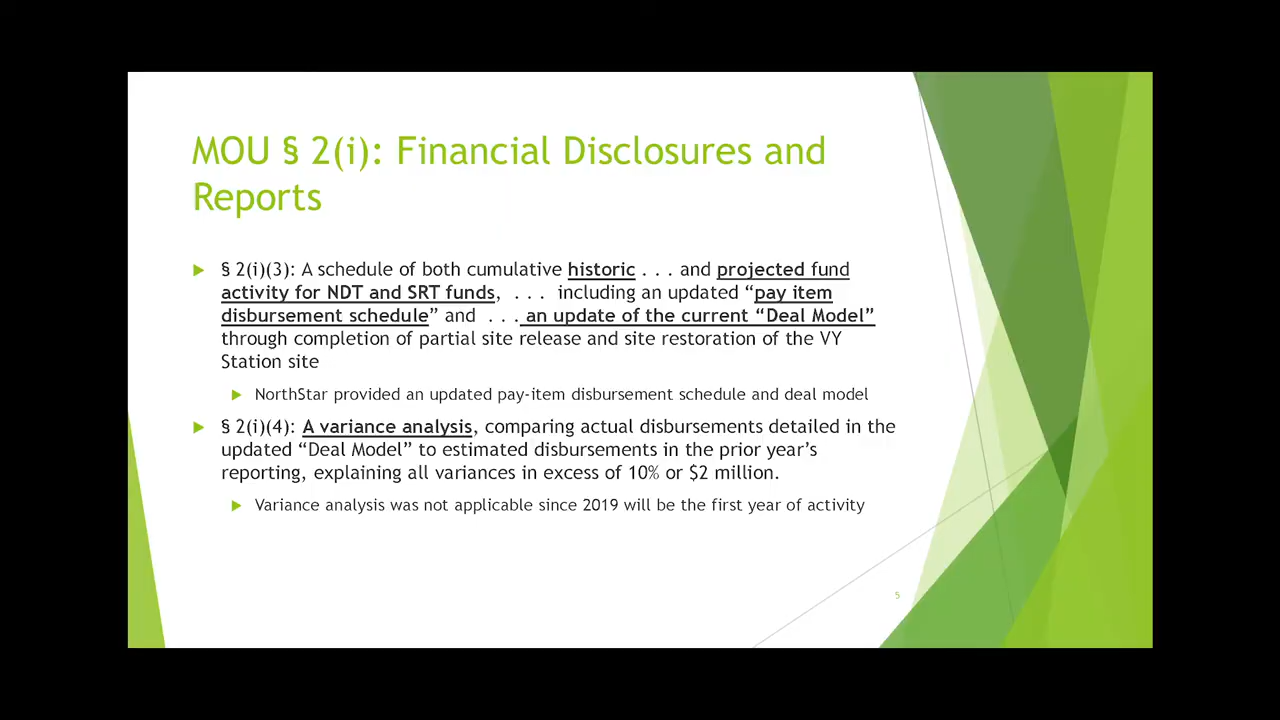 MOU § 2(i): Financial Disclosures and
Reports
§ 2(i)(3): A schedule of both cumulative historic . . . and projected fund
activity for NDT and SRT funds, . . . including an updated “pay item
disbursement schedule” and . . . an update of the current “Deal Model”
through completion of partial site release and site restoration of the VY
Station site
NorthStar provided an updated pay-item disbursement schedule and deal model
§ 2(i)(4): A variance analysis, comparing actual disbursements detailed in the
updated “Deal Model” to estimated disbursements in the prior year’s
reporting, explaining all variances in excess of 10% or $2 million.
Variance analysis was not applicable since 2019 will be the first year of activity
5